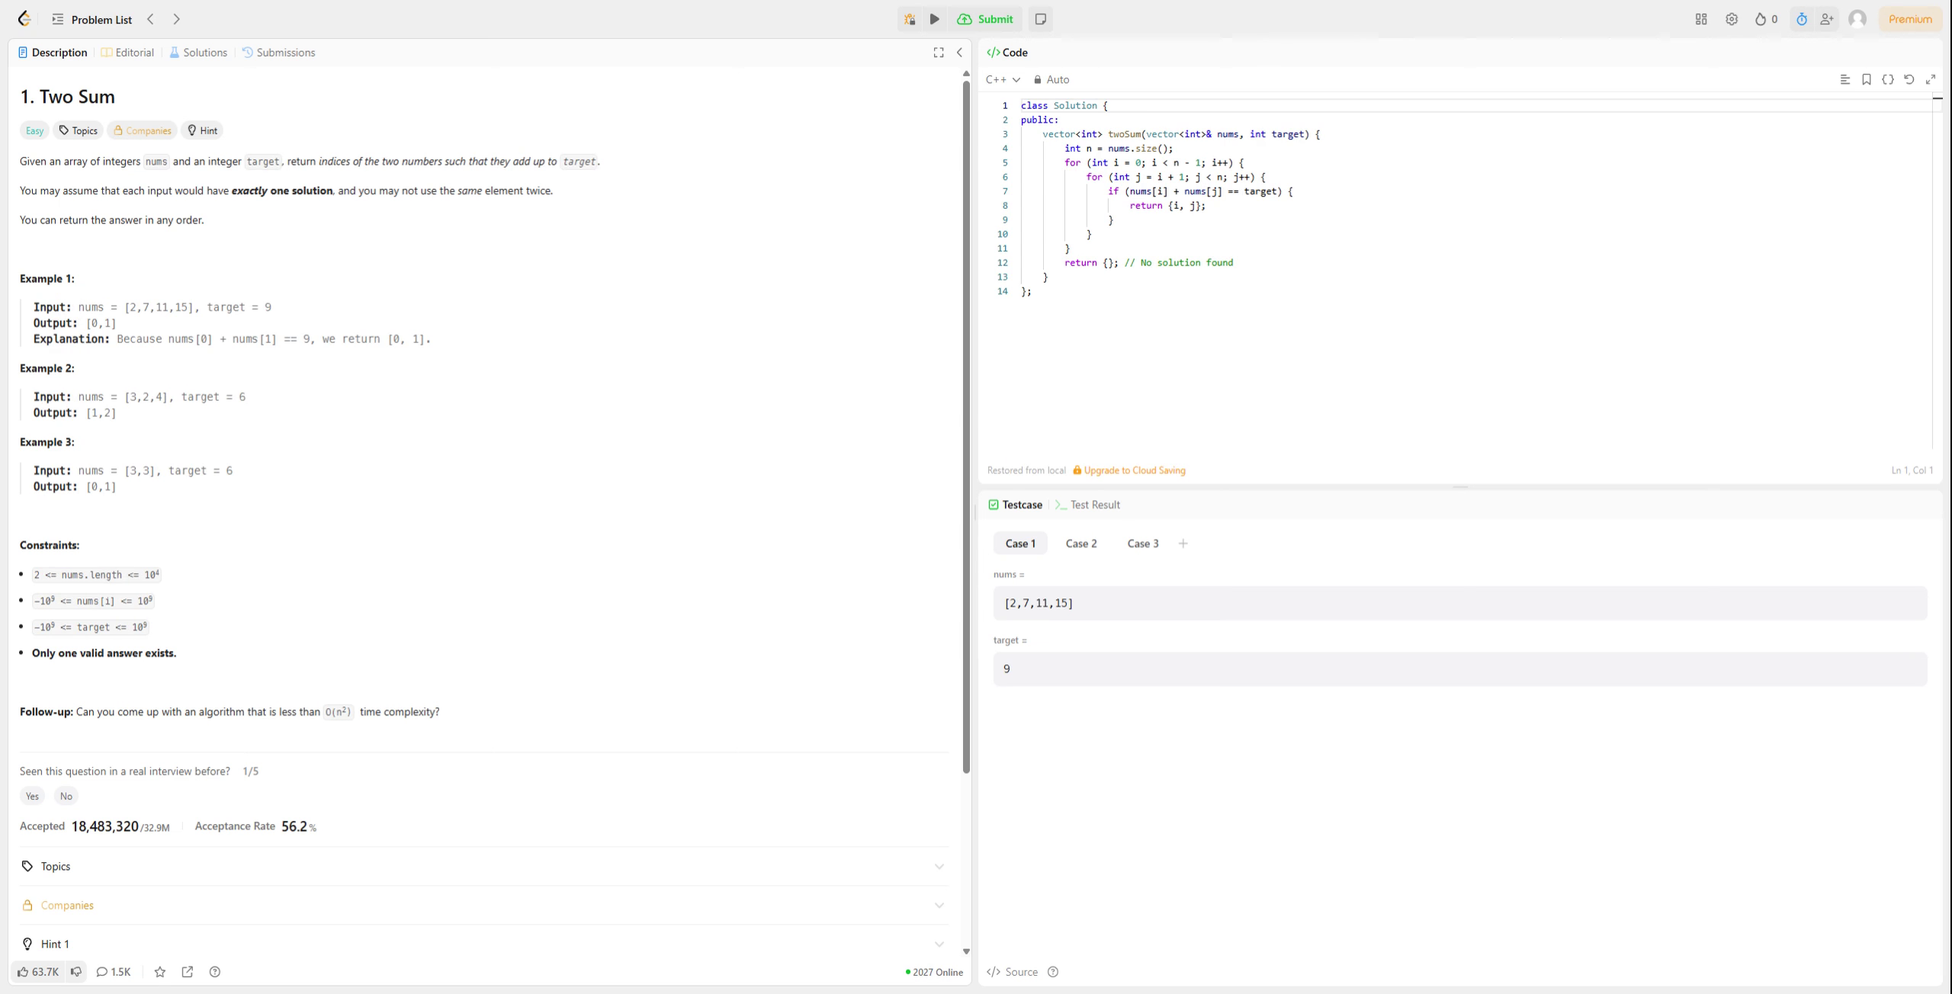 Problem List
Submit
0
Premium
Description
Editorial
Solutions
Submissions
1. Two Sum
Easy
Topics
Companies
Hint
Given an array of integers nums and an integer target, return indices of the two numbers such that they add up to target.
You may assume that each input would have exactly one solution, and you may not use the same element twice.
You can return the answer in any order.
Example 1:
Input: nums = [2,7,11,15], target = 9
Output: [0,1]
Explanation: Because nums[0] + nums[1] == 9, we return [0, 1].
Example 2:
Input: nums = [3,2,4], target = 6
Output: [1,2]
Example 3:
Input: nums = [3,3], target = 6
Output: [0,1]
Constraints:
• 2 <= nums.length <= 10⁴
• -10⁹ <= nums[i] <= 10⁹
• -10⁹ <= target <= 10⁹
• Only one valid answer exists.
Follow-up: Can you come up with an algorithm that is less than O(n²) time complexity?
Seen this question in a real interview before? 1/5
Yes
No
Accepted 18,483,320/32.9M
Acceptance Rate 56.2%
Topics
Companies
Hint 1
63.7K
1.5K
2027 Online
</> Code
C++
Auto
1 class Solution {
2 public:
3     vector<int> twoSum(vector<int>& nums, int target) {
4         int n = nums.size();
5         for (int i = 0; i < n - 1; i++) {
6             for (int j = i + 1; j < n; j++) {
7                 if (nums[i] + nums[j] == target) {
8                     return {i, j};
9                 }
10             }
11         }
12         return {}; // No solution found
13     }
14 };
Restored from local
Upgrade to Cloud Saving
Ln 1, Col 1
Testcase
>_ Test Result
Case 1
Case 2
Case 3
+
nums =
[2,7,11,15]
target =
9
</> Source